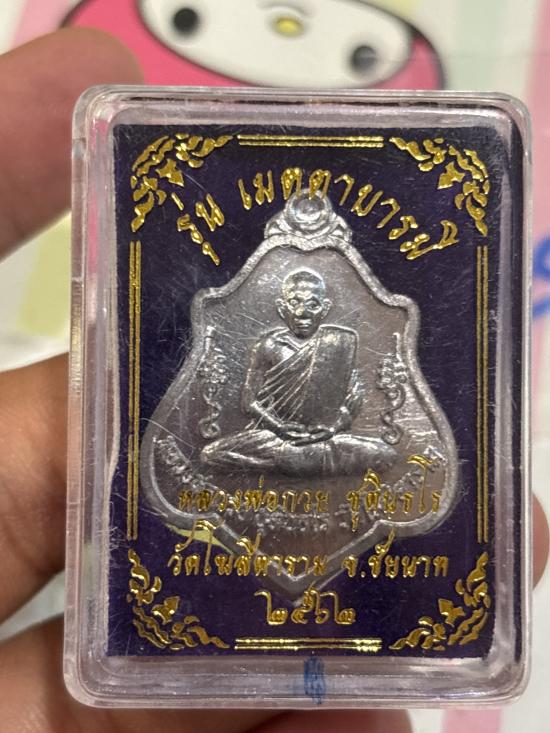 รุ่น เมตตาบารมี
หลวงพ่อกวย ชุตินธโร
วัดโฆสิตาราม จ.ชัยนาท
๒๕๖๒